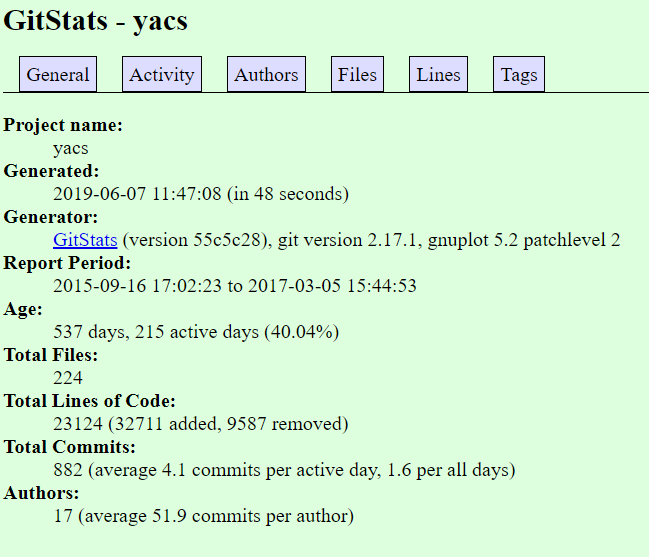 GitStats - yacs
General Activity Authors Files Lines Tags
Project name:
yacs
Generated:
2019-06-07 11:47:08 (in 48 seconds)
Generator:
GitStats (version 55c5c28), git version 2.17.1, gnuplot 5.2 patchlevel 2
Report Period:
2015-09-16 17:02:23 to 2017-03-05 15:44:53
Age:
537 days, 215 active days (40.04%)
Total Files:
224
Total Lines of Code:
23124 (32711 added, 9587 removed)
Total Commits:
882 (average 4.1 commits per active day, 1.6 per all days)
Authors:
17 (average 51.9 commits per author)